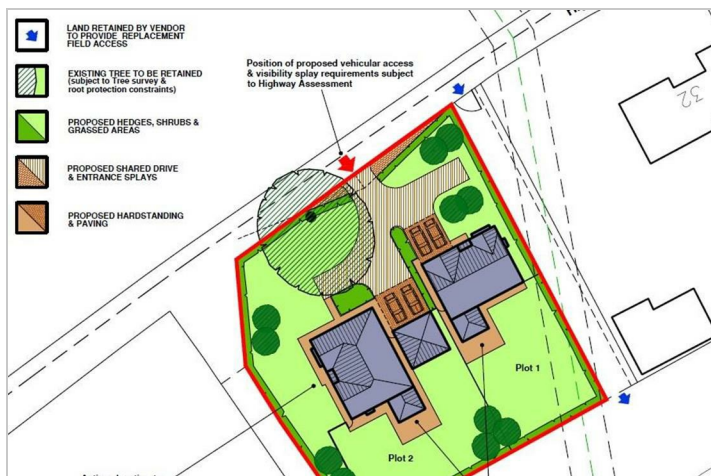 LAND RETAINED BY VENDOR
TO PROVIDE REPLACEMENT
FIELD ACCESS
EXISTING TREE TO BE RETAINED
(subject to Tree survey &
root protection constraints)
PROPOSED HEDGES, SHRUBS &
GRASSED AREAS
PROPOSED SHARED DRIVE
& ENTRANCE SPLAYS
PROPOSED HARDSTANDING
& PAVING
Position of proposed vehicular access
& visibility splay requirements subject
to Highway Assessment
32
Plot 1
Plot 2